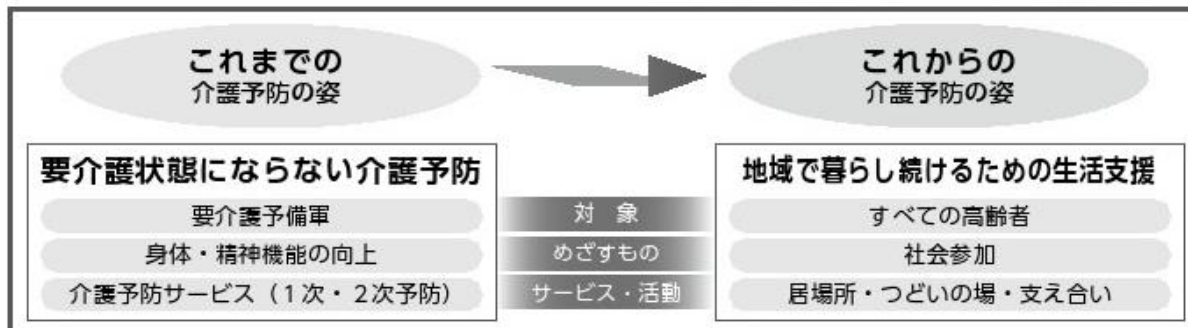 これまでの
介護予防の姿
これからの
介護予防の姿
要介護状態にならない介護予防
地域で暮らし続けるための生活支援
要介護予備軍
対　象
すべての高齢者
身体・精神機能の向上
めざすもの
社会参加
介護予防サービス（１次・２次予防）
サービス・活動
居場所・つどいの場・支え合い